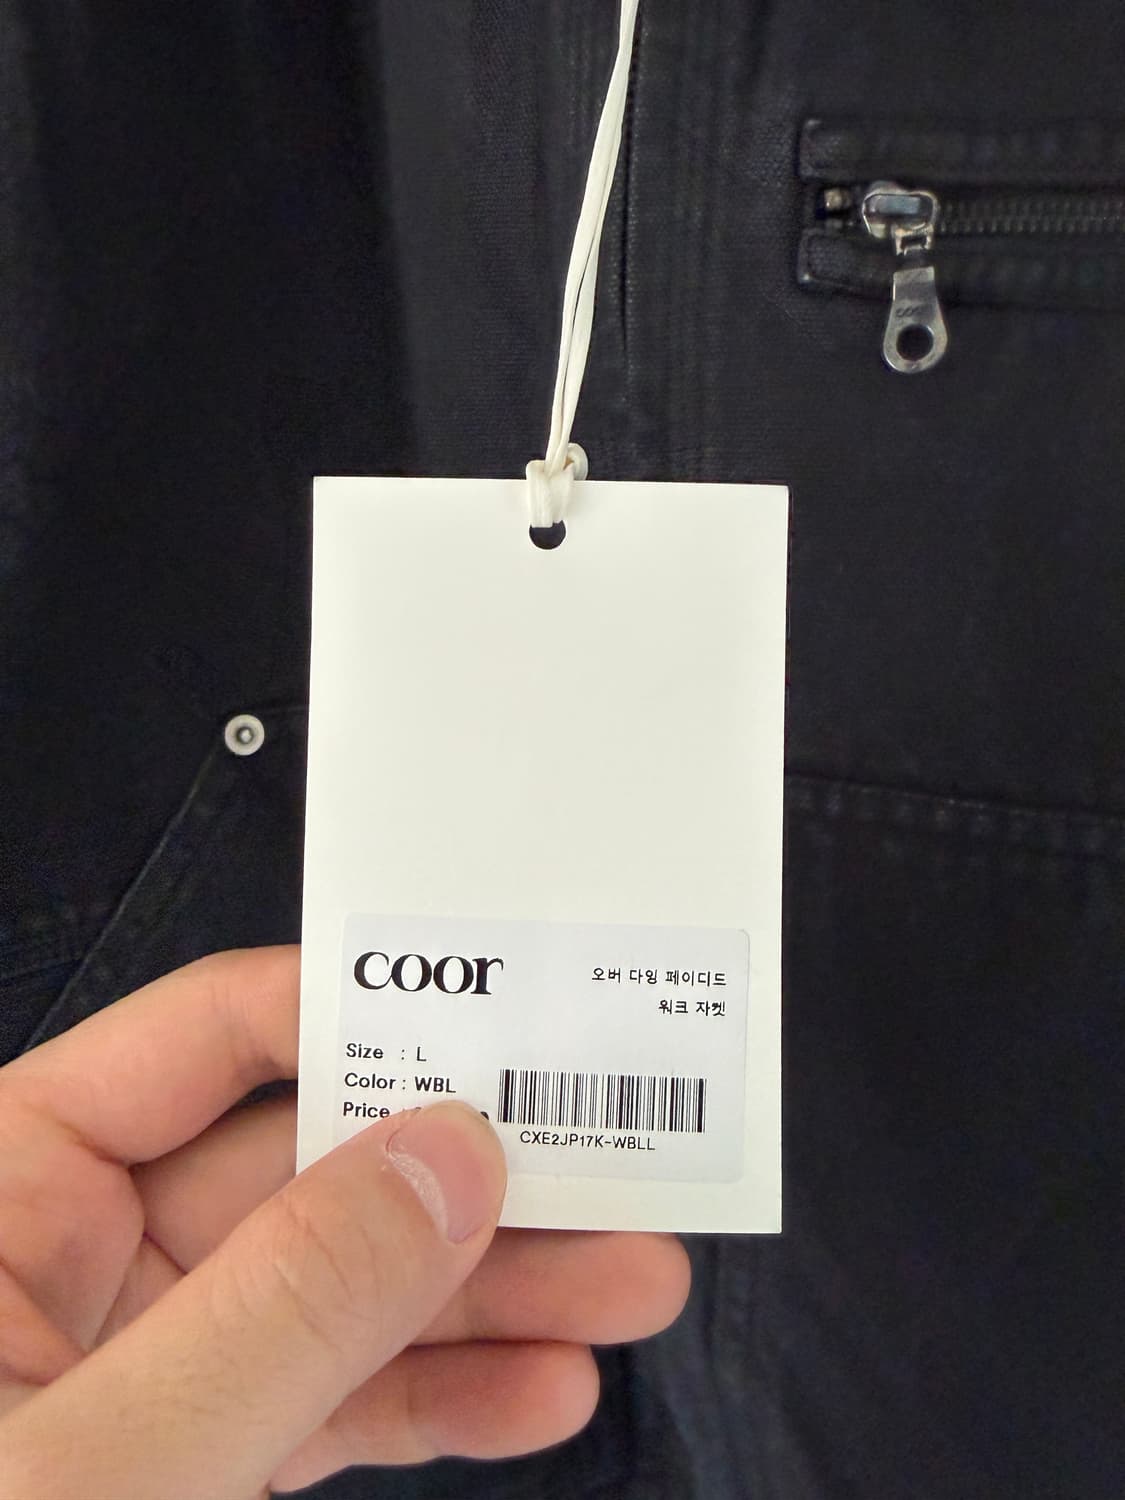 coor
오버 다잉 페이디드
워크 자켓
Size : L
Color : WBL
Price
CXE2JP17K-WBLL